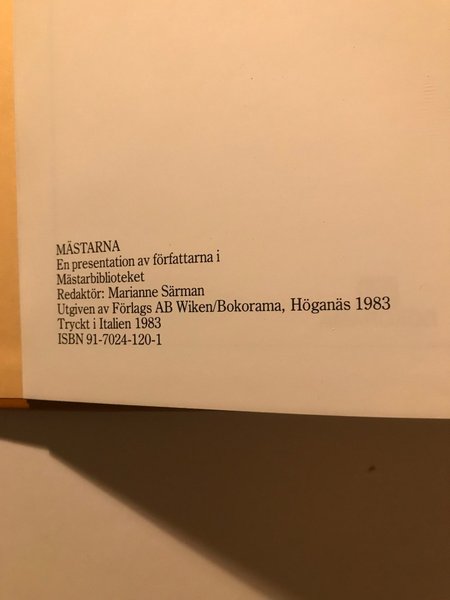 MÄSTARNA
En presentation av författarna i
Mästarbiblioteket
Redaktör: Marianne Särman
Utgiven av Förlags AB Wiken/Bokorama, Höganäs 1983
Tryckt i Italien 1983
ISBN 91-7024-120-1